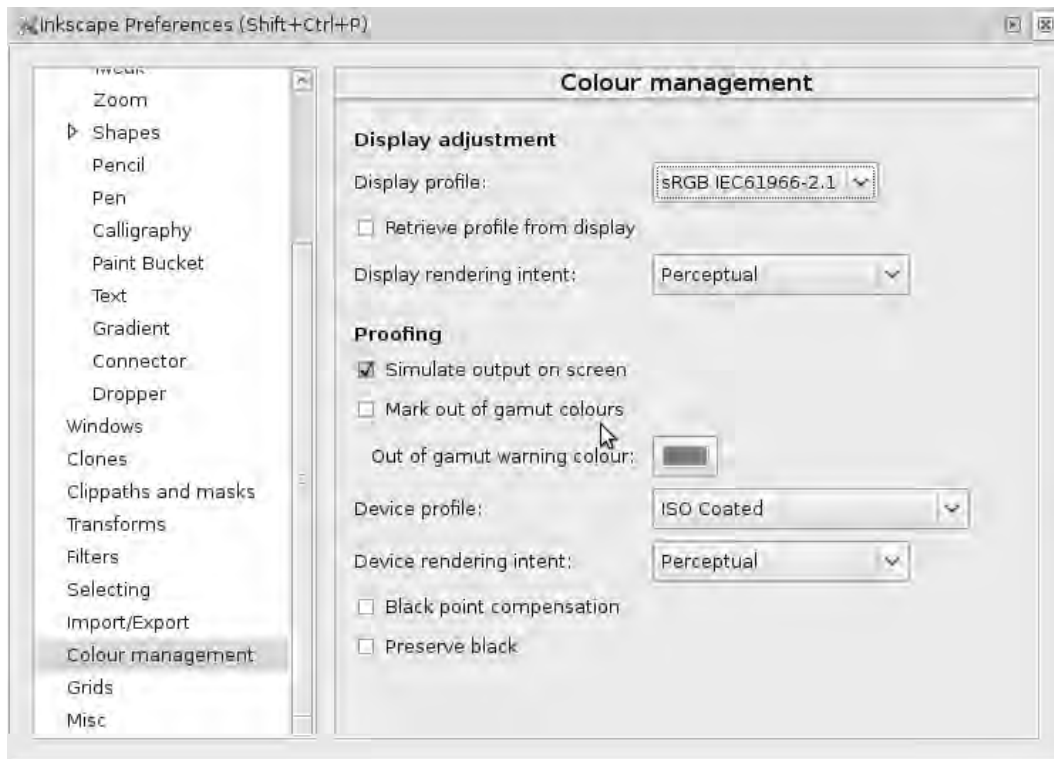 Inkscape Preferences (Shift+Ctrl+P)
Tweak
Zoom
Shapes
Pencil
Pen
Calligraphy
Paint Bucket
Text
Gradient
Connector
Dropper
Windows
Clones
Clippaths and masks
Transforms
Filters
Selecting
Import/Export
Colour management
Grids
Misc
Colour management
Display adjustment
Display profile: sRGB IEC61966-2.1
Retrieve profile from display
Display rendering intent: Perceptual
Proofing
Simulate output on screen
Mark out of gamut colours
Out of gamut warning colour:
Device profile: ISO Coated
Device rendering intent: Perceptual
Black point compensation
Preserve black